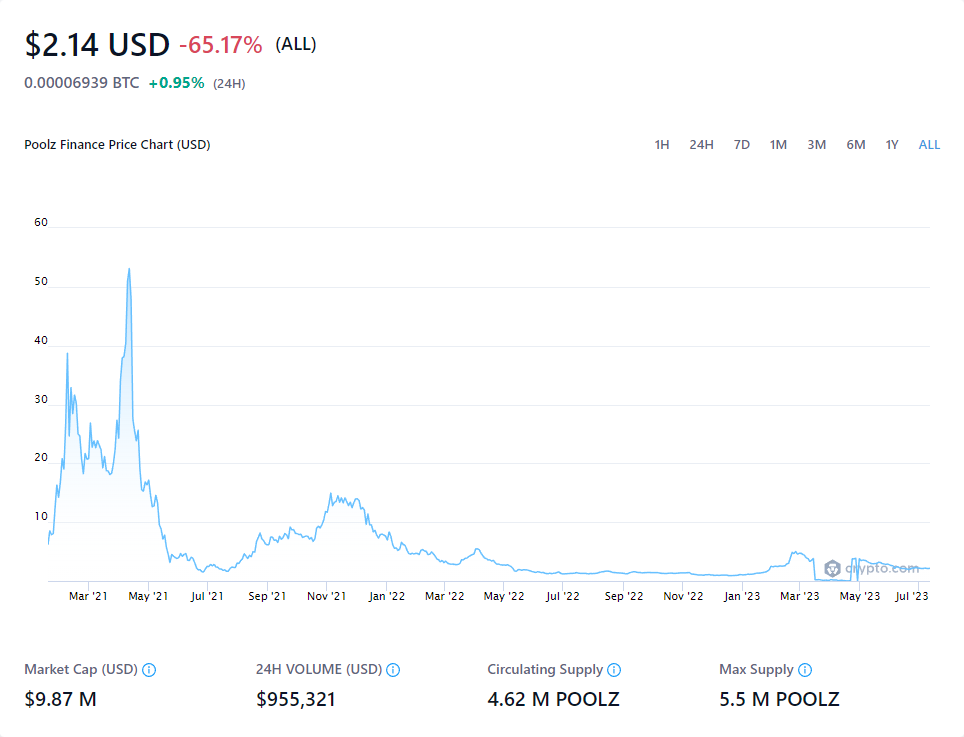 $2.14 USD -65.17% (ALL)
0.00006939 BTC +0.95% (24H)
Poolz Finance Price Chart (USD) 1H 24H 7D 1M 3M 6M 1Y ALL
60
50
40
30
20
10
crypto.com
Mar '21 May '21 Jul '21 Sep '21 Nov '21 Jan '22 Mar '22 May '22 Jul '22 Sep '22 Nov '22 Jan '23 Mar '23 May '23 Jul '23
Market Cap (USD) 24H VOLUME (USD) Circulating Supply Max Supply
$9.87 M $955,321 4.62 M POOLZ 5.5 M POOLZ